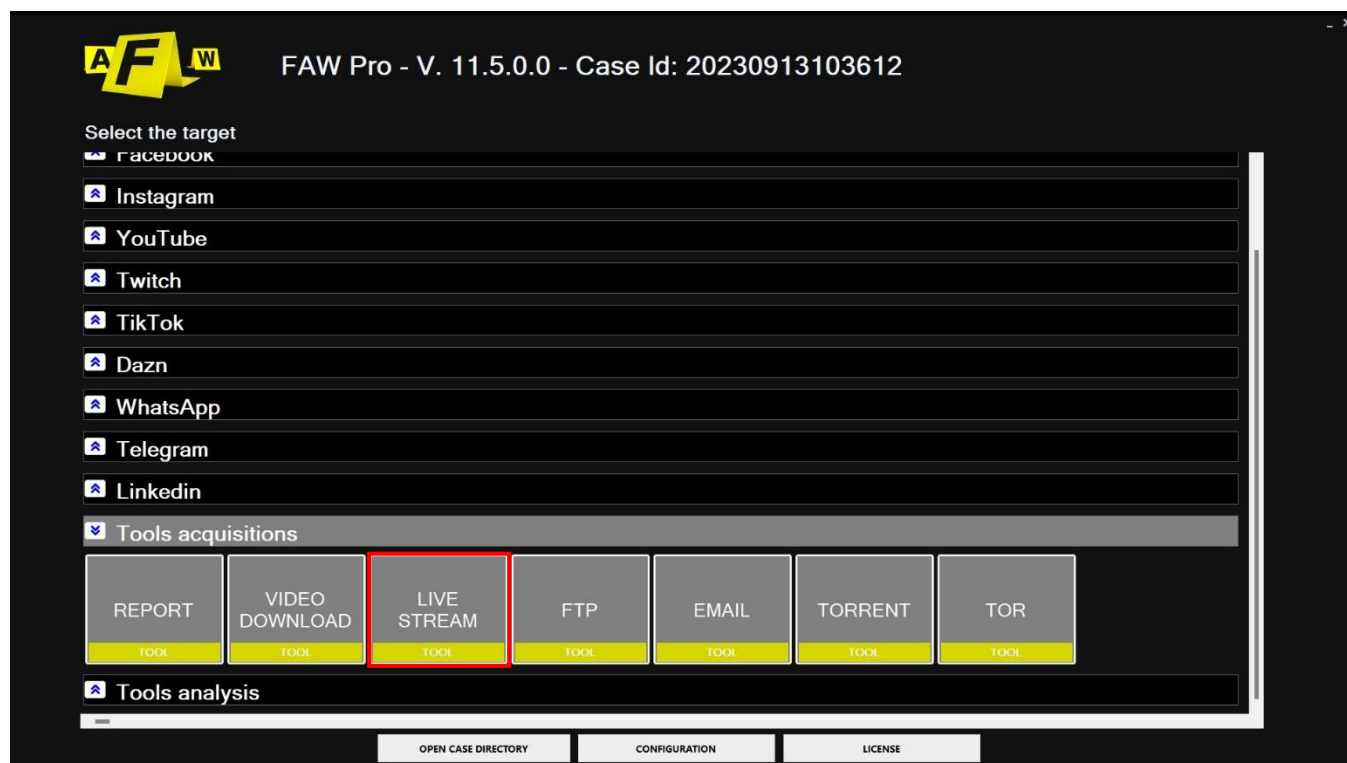 A F W
FAW Pro - V. 11.5.0.0 - Case Id: 20230913103612
Select the target
Facebook
Instagram
YouTube
Twitch
TikTok
Dazn
WhatsApp
Telegram
Linkedin
Tools acquisitions
REPORT
TOOL
VIDEO
DOWNLOAD
TOOL
LIVE
STREAM
TOOL
FTP
TOOL
EMAIL
TOOL
TORRENT
TOOL
TOR
TOOL
Tools analysis
OPEN CASE DIRECTORY
CONFIGURATION
LICENSE